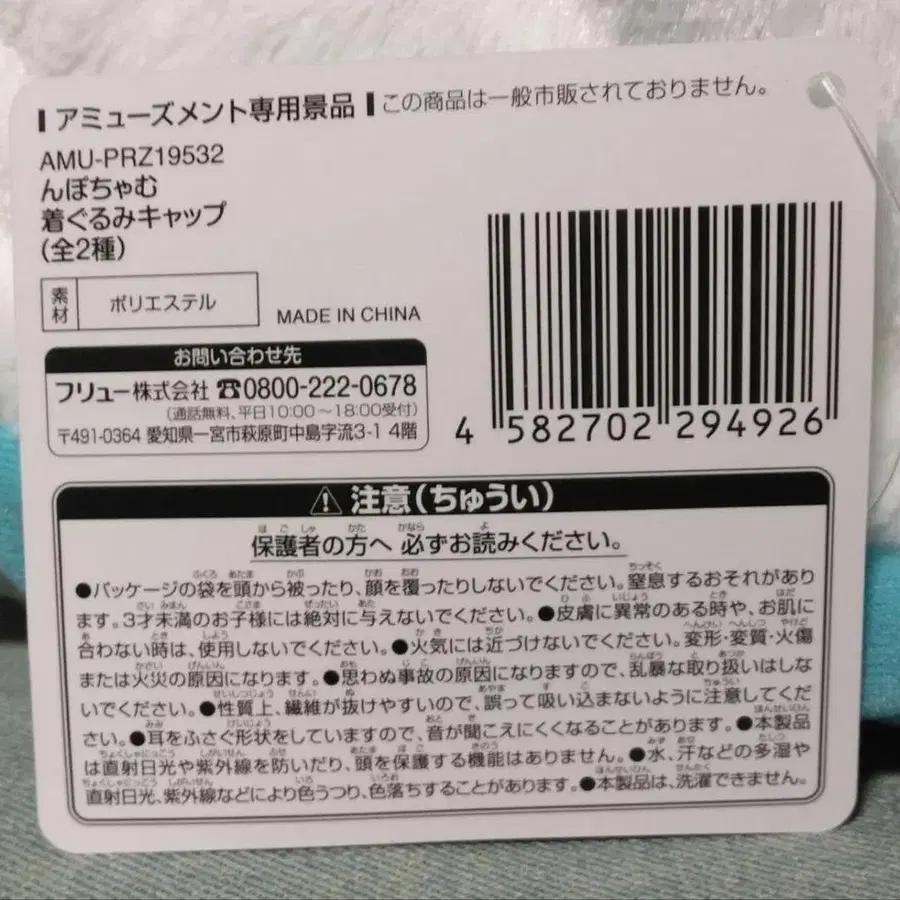 アミューズメント専用景品 この商品は一般市販されておりません。
AMU-PRZ19532
んぽちゃむ
着ぐるみキャップ
(全2種)
素材 ポリエステル
MADE IN CHINA
お問い合わせ先
フリュー株式会社 ☎0800-222-0678
(通話無料、平日10:00～18:00受付)
〒491-0364 愛知県一宮市萩原町中島字流3-1 4階
4 582702 294926
⚠ 注意(ちゅうい)
保護者の方へ 必ずお読みください。
●パッケージの袋を頭から被ったり、顔を覆ったりしないでください。窒息するおそれがあり
ます。3才未満のお子様には絶対に与えないでください。●皮膚に異常のある時や、お肌に
合わない時は、使用しないでください。●火気には近づけないでください。変形・変質・火傷
または火災の原因になります。●思わぬ事故の原因になりますので、乱暴な取り扱いはしな
いでください。●性質上、繊維が抜けやすいので、誤って吸い込まないように注意してくだ
さい。●耳をふさぐ形状をしていますので、音が聞こえにくくなることがあります。●本製品
は直射日光や紫外線を防いだり、頭を保護する機能はありません。●水、汗などの多湿や
直射日光、紫外線などにより色うつり、色落ちすることがあります。●本製品は、洗濯できません。